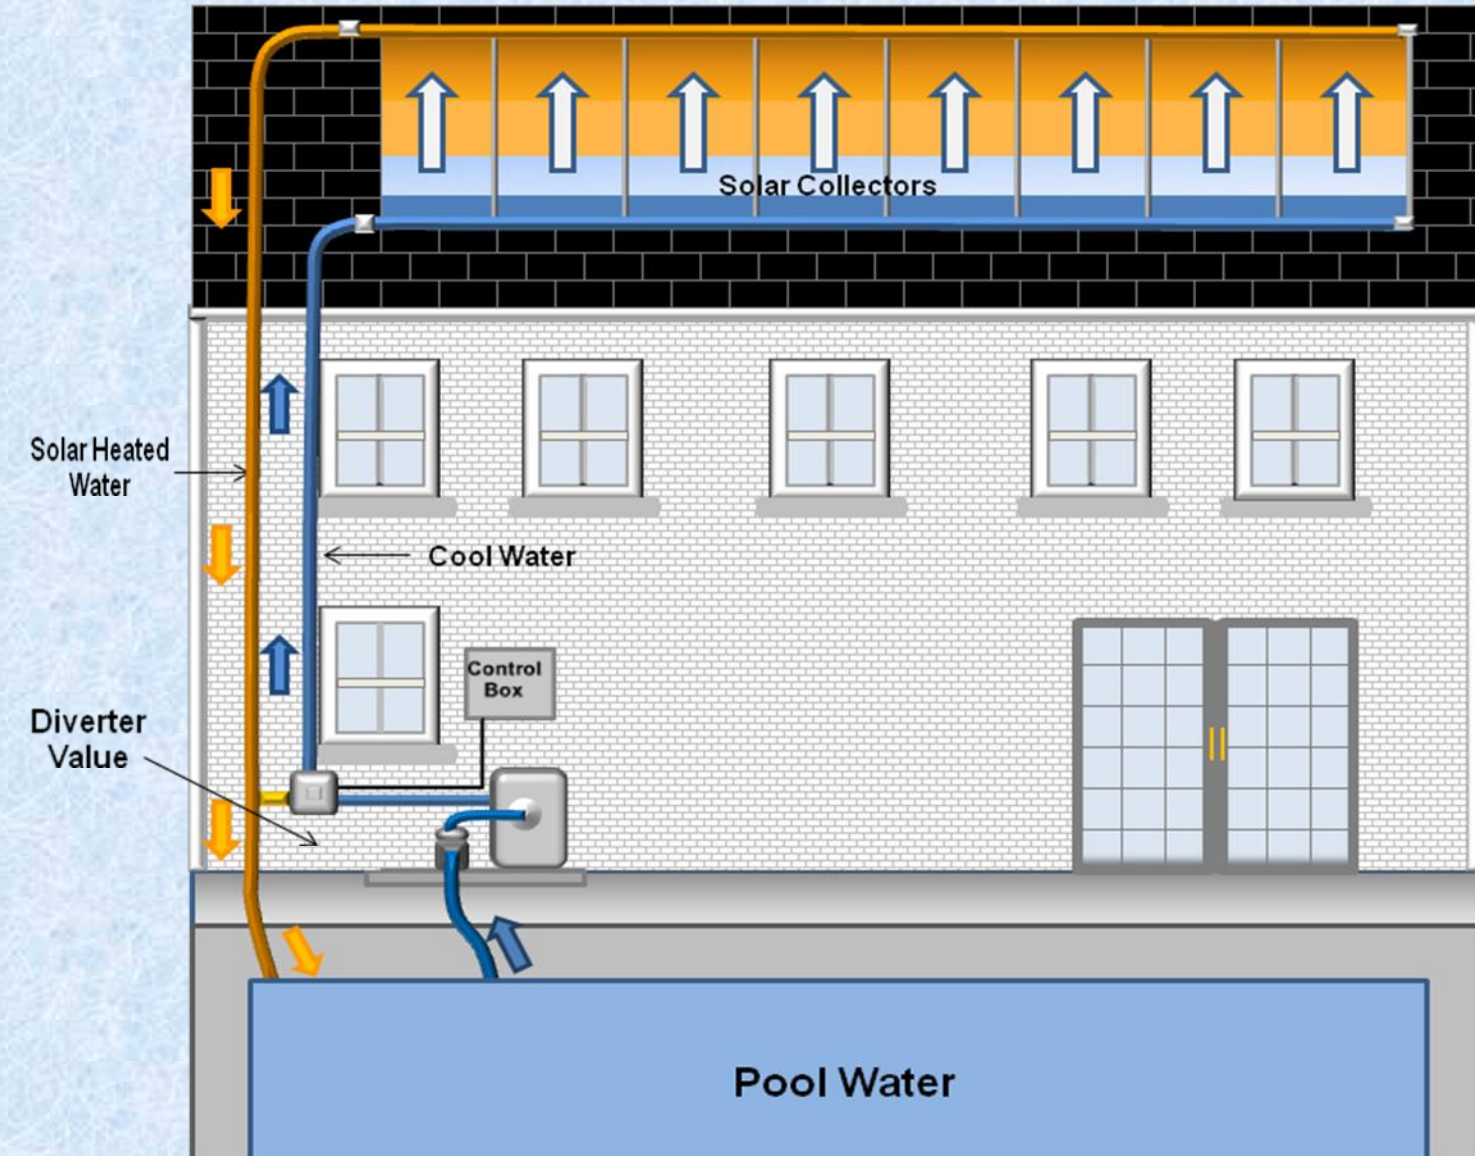 Solar Collectors
Solar Heated
Water
Cool Water
Control
Box
Diverter
Value
Pool Water